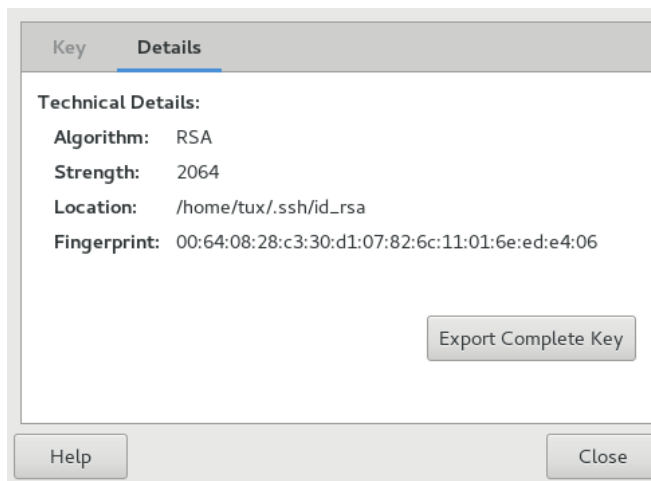 Key Details
Technical Details:
Algorithm: RSA
Strength: 2064
Location: /home/tux/.ssh/id_rsa
Fingerprint: 00:64:08:28:c3:30:d1:07:82:6c:11:01:6e:ed:e4:06
Export Complete Key
Help Close